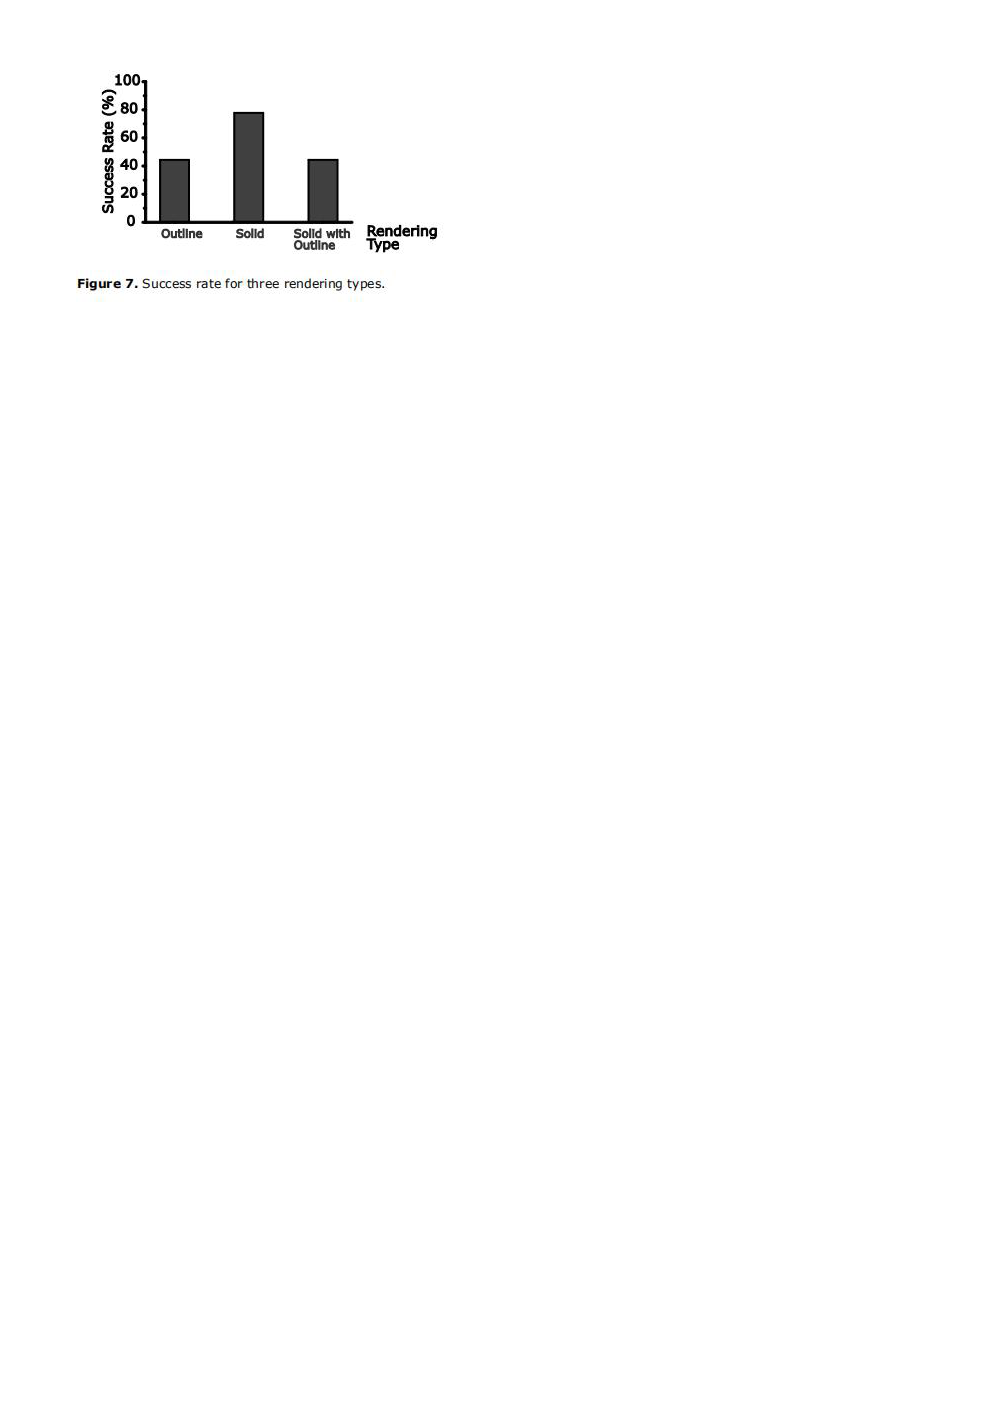 100
80
60
40
20
0
Success Rate (%)
Outline
Solid
Solid with
Outline
Rendering
Type
Figure 7. Success rate for three rendering types.